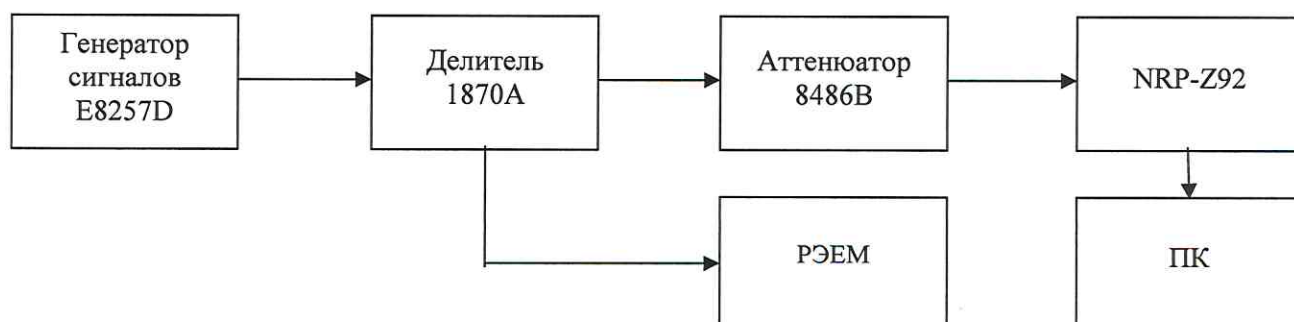 Генератор
сигналов
E8257D
Делитель
1870A
Аттенюатор
8486B
NRP-Z92
РЭЕМ
ПК